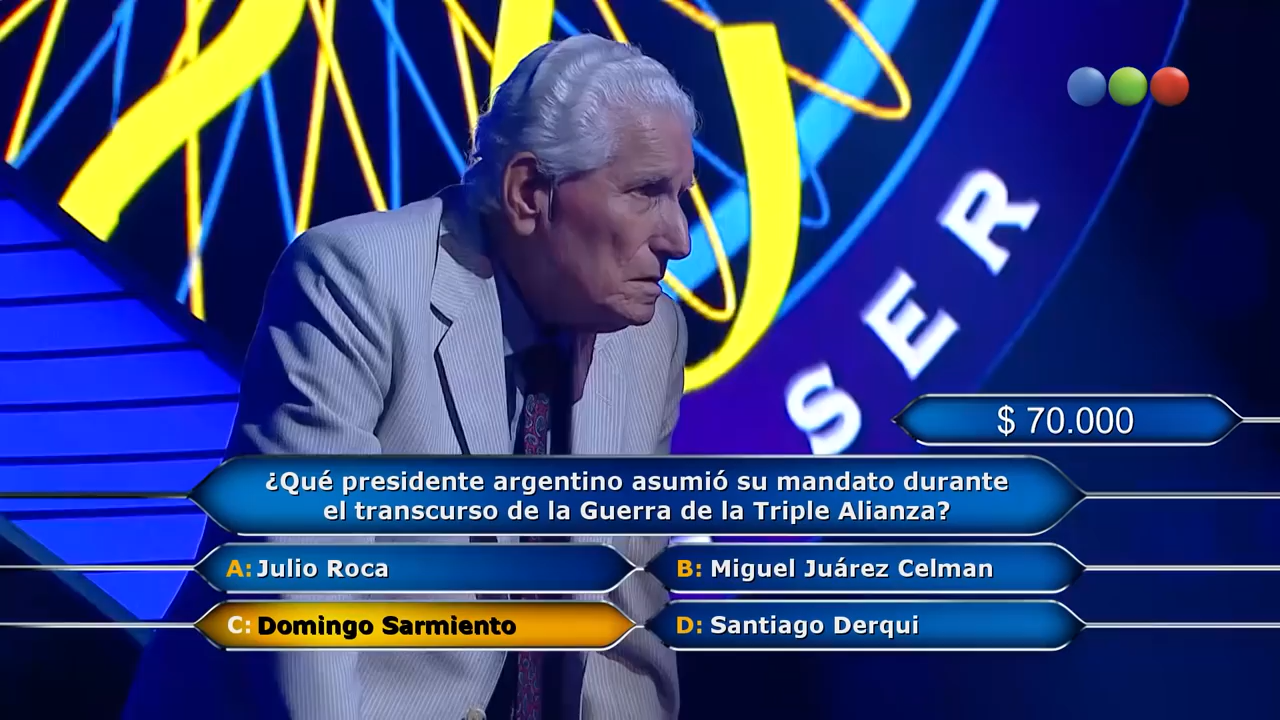 SER
$ 70.000
¿Qué presidente argentino asumió su mandato durante
el transcurso de la Guerra de la Triple Alianza?
A: Julio Roca
B: Miguel Juárez Celman
C: Domingo Sarmiento
D: Santiago Derqui